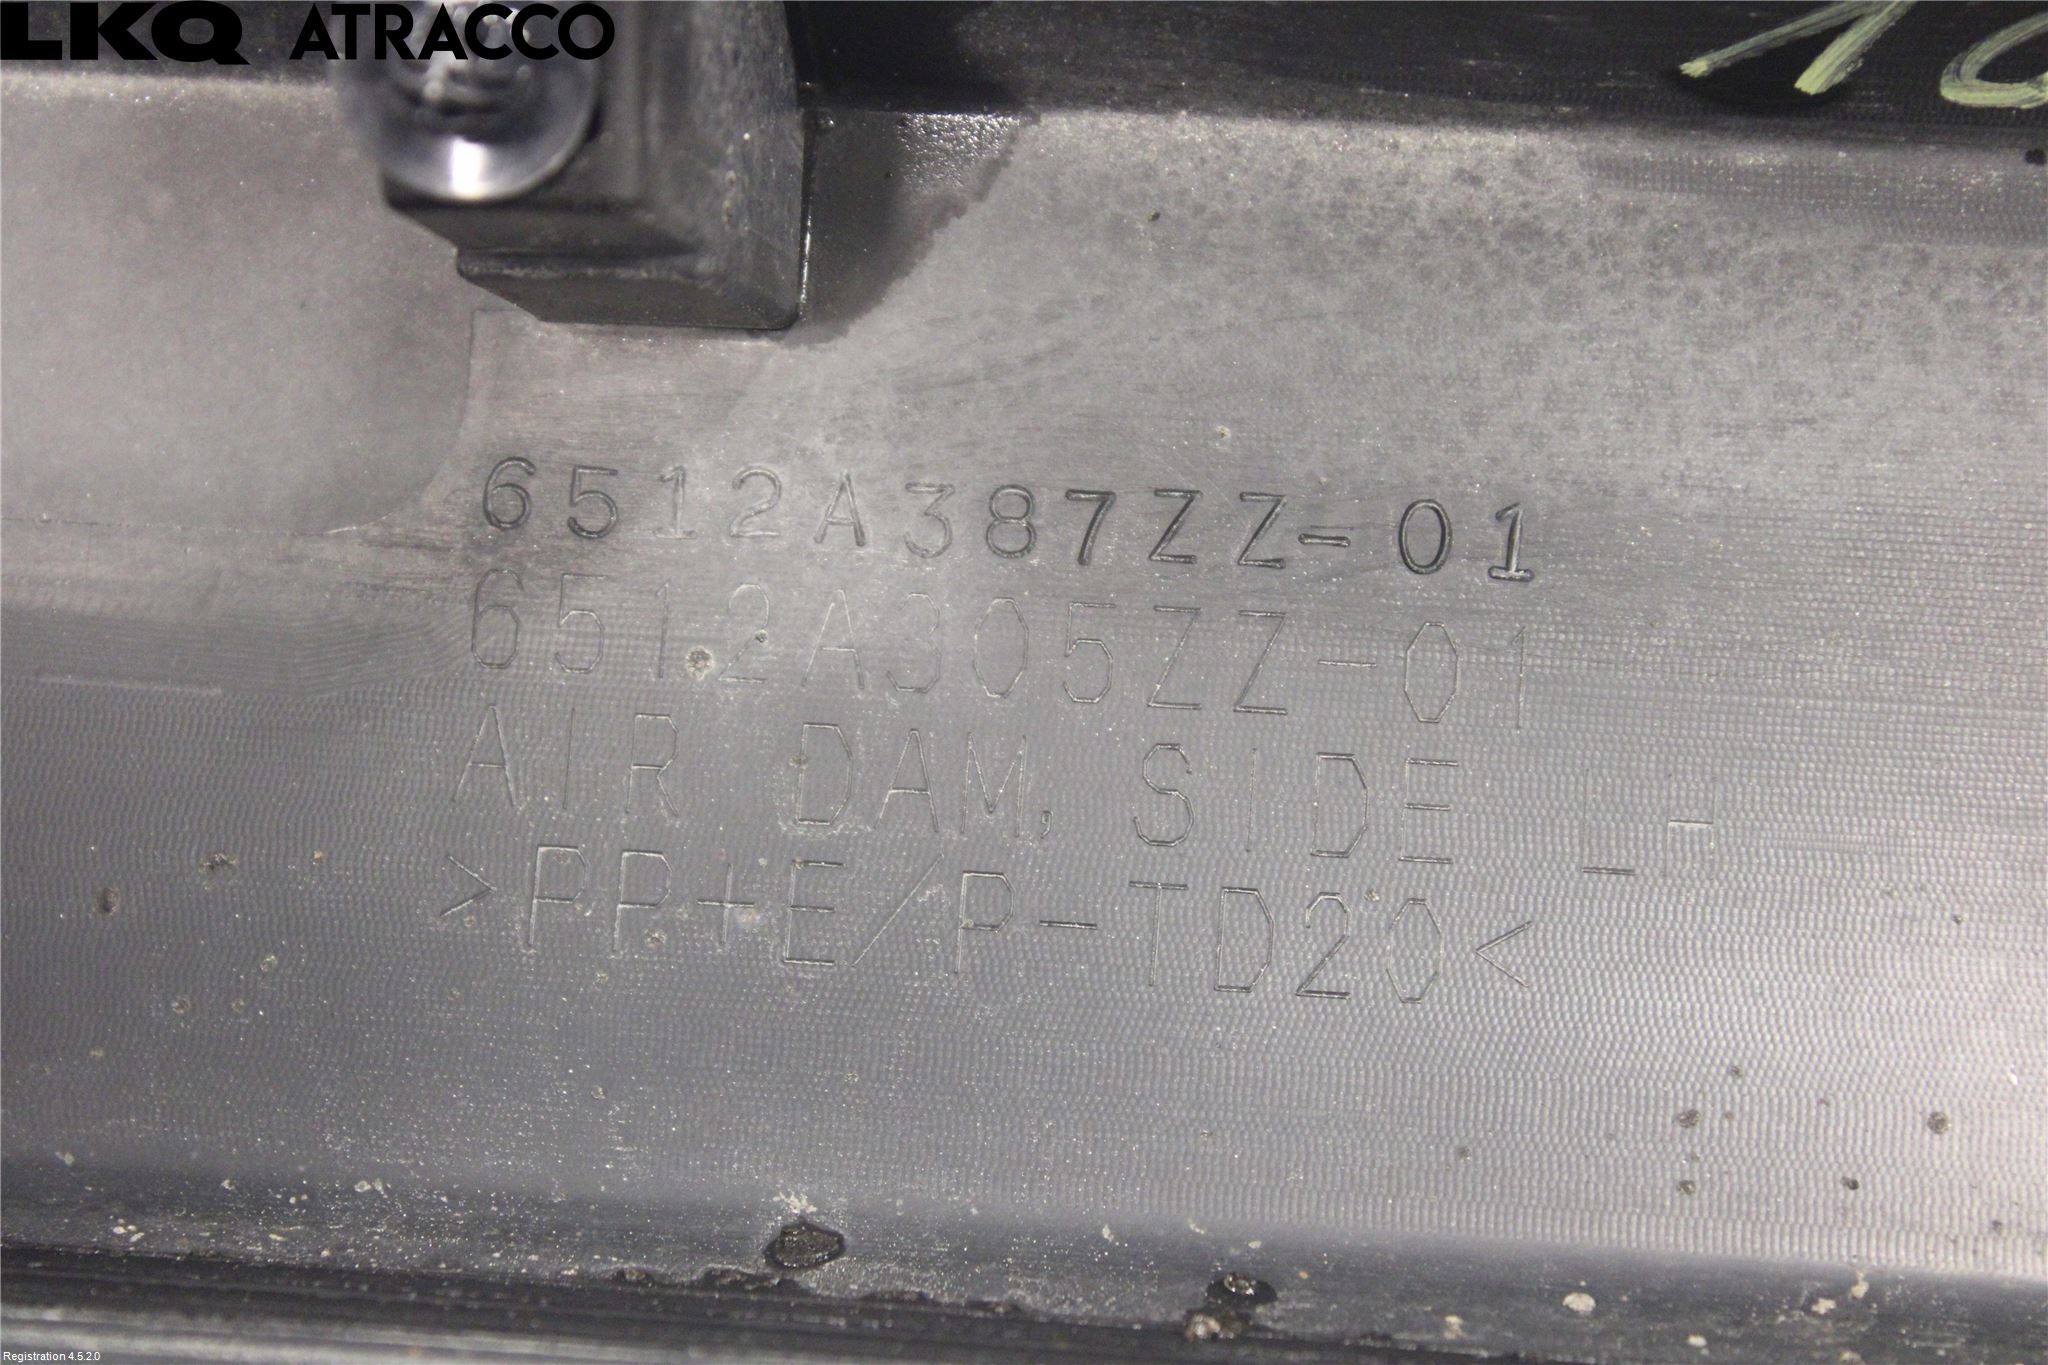 LKQ ATRACCO
6512A387ZZ-01
6512A305ZZ-01
AIR DAM, SIDE LH
>PP+E/P-TD20<
Registration 4.5.2.0